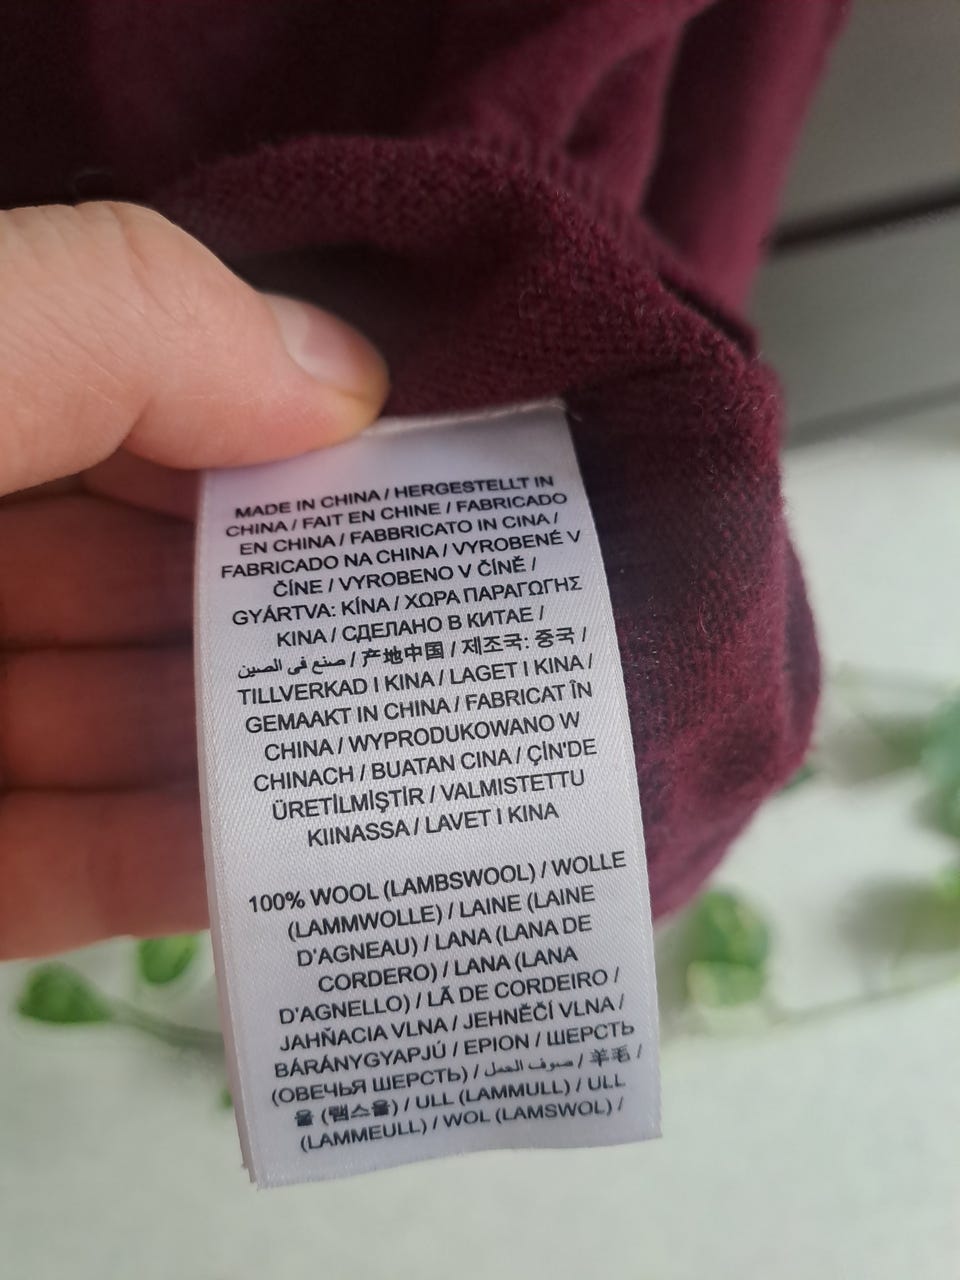 MADE IN CHINA / HERGESTELLT IN
CHINA / FAIT EN CHINE / FABRICADO
EN CHINA / FABBRICATO IN CINA /
FABRICADO NA CHINA / VYROBENÉ V
ČÍNE / VYROBENO V ČÍNĚ /
GYÁRTVA: KÍNA / ΧΩΡΑ ΠΑΡΑΓΩΓΗΣ
KINA / СДЕЛАНО В КИТАЕ /
صنع في الصين / 产地中国 / 제조국: 중국 /
TILLVERKAD I KINA / LAGET I KINA /
GEMAAKT IN CHINA / FABRICAT ÎN
CHINA / WYPRODUKOWANO W
CHINACH / BUATAN CINA / ÇİN'DE
ÜRETİLMİŞTİR / VALMISTETTU
KIINASSA / LAVET I KINA
100% WOOL (LAMBSWOOL) / WOLLE
(LAMMWOLLE) / LAINE (LAINE
D'AGNEAU) / LANA (LANA DE
CORDERO) / LANA (LANA
D'AGNELLO) / LÃ DE CORDEIRO /
JAHŇACIA VLNA / JEHNĚČÍ VLNA /
BÁRÁNYGYAPJÚ / ΕΡΙΟΝ / ШЕРСТЬ
(ОВЕЧЬЯ ШЕРСТЬ) / صوف الحمل / 羊毛 /
울 (램스울) / ULL (LAMMULL) / ULL
(LAMMEULL) / WOL (LAMSWOL) /